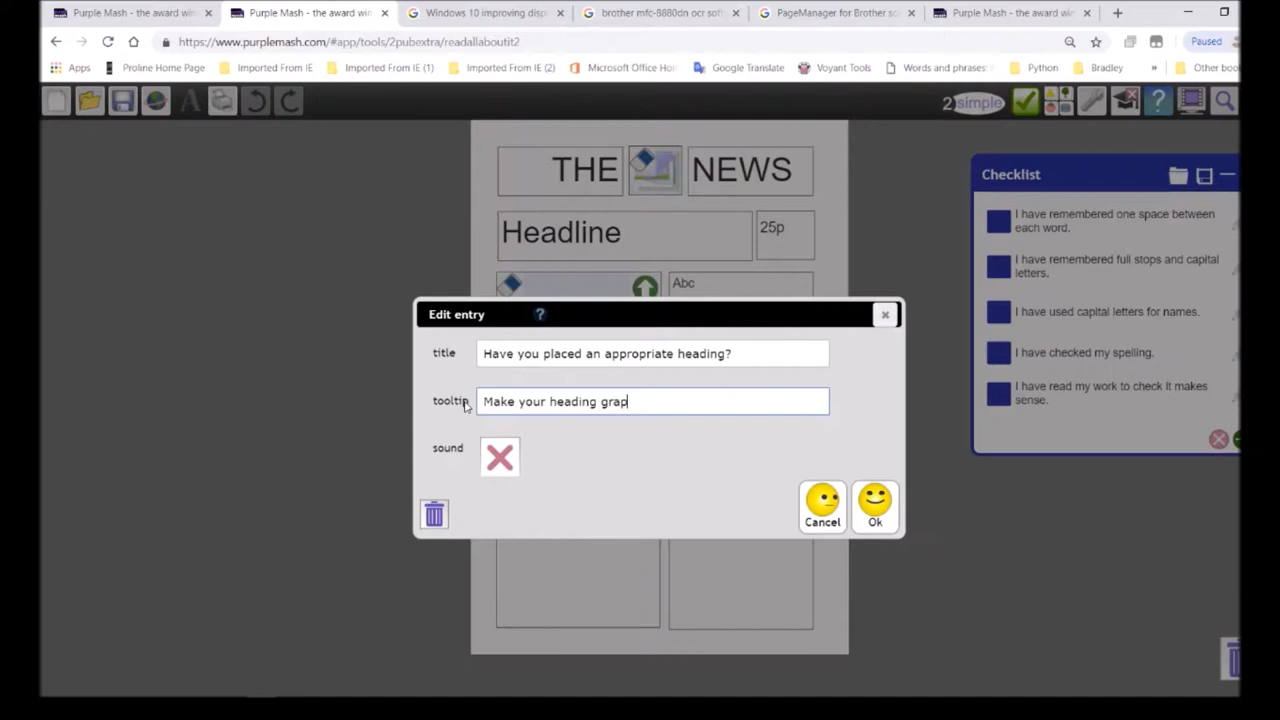 Purple Mash - the award win
Purple Mash - the award win
Windows 10 improving disp
brother mfc-8880dn ocr soft
PageManager for Brother sc
Purple Mash - the award win
https://www.purplemash.com/#app/tools/2pubextra/readallaboutit2
Paused
Apps
Proline Home Page
Imported From IE
Imported From IE (1)
Imported From IE (2)
Microsoft Office Ho
Google Translate
Voyant Tools
Words and phrases:
Python
Bradley
»
Other boo
2simple
THE NEWS
Headline
25p
Abc
Checklist
I have remembered one space between
each word.
I have remembered full stops and capital
letters.
I have used capital letters for names.
I have checked my spelling.
I have read my work to check it makes
sense.
Edit entry ?
title
Have you placed an appropriate heading?
tooltip
Make your heading grap
sound
Cancel
Ok